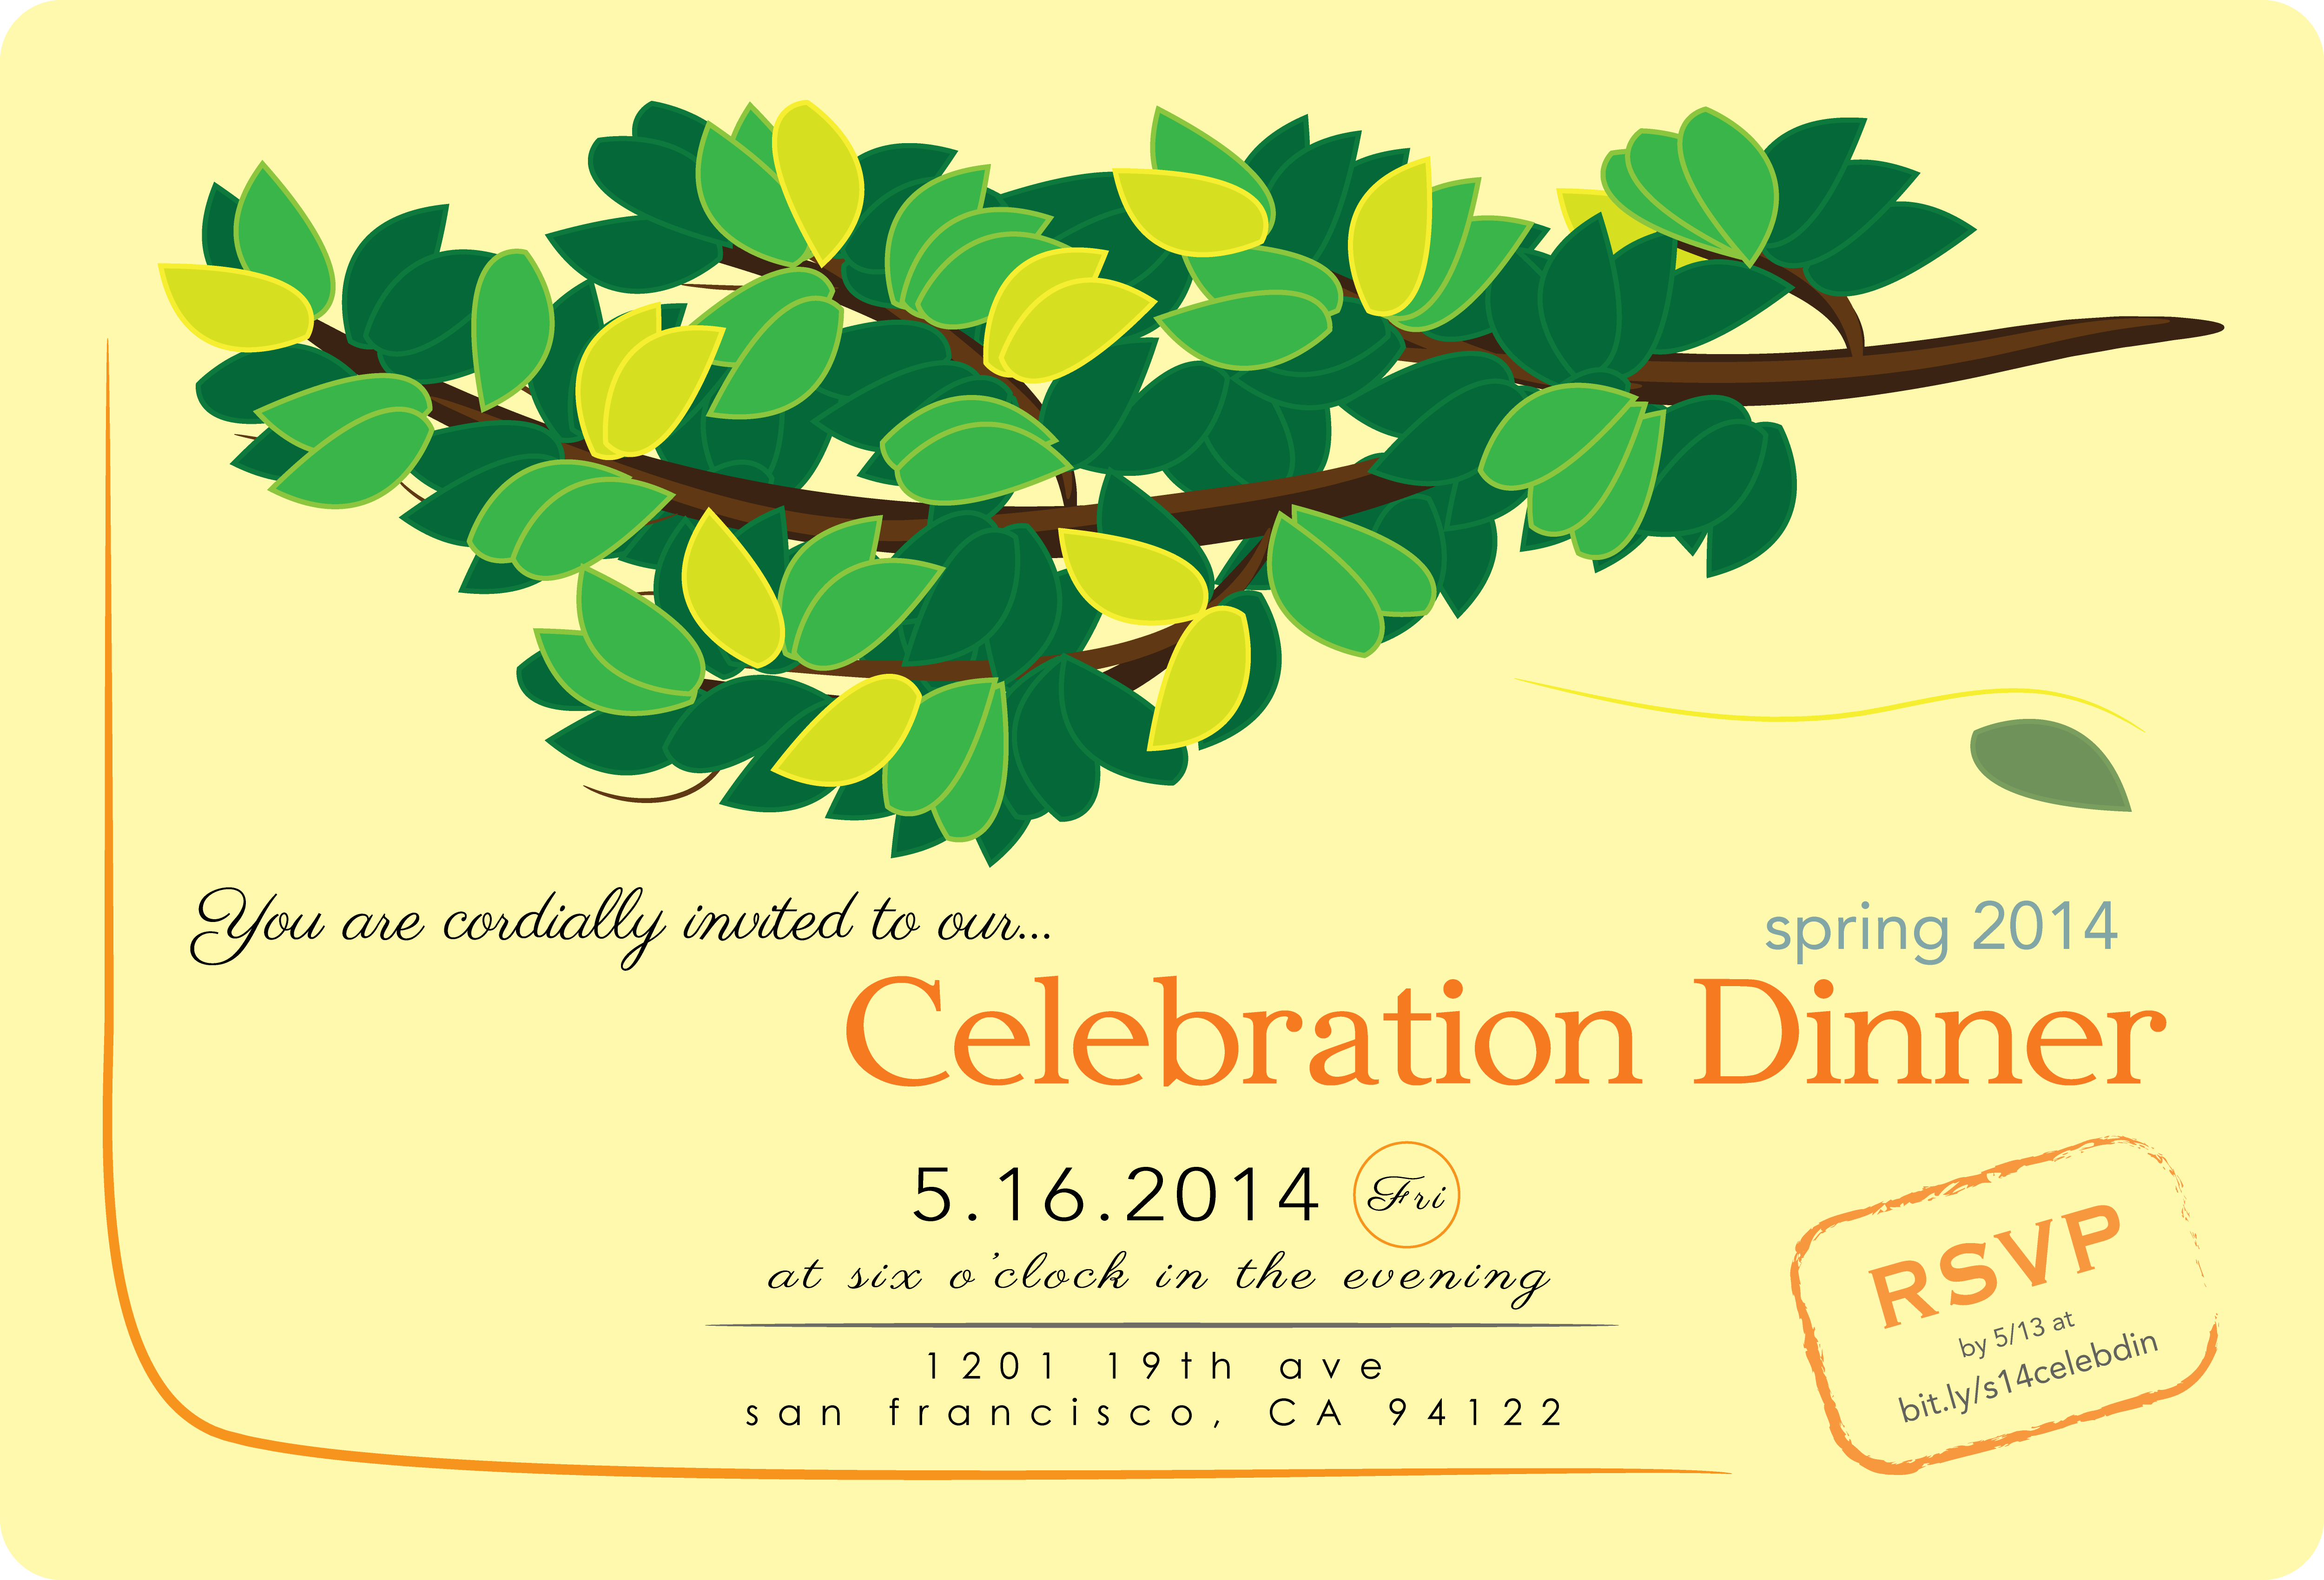 You are cordially invited to our...
spring 2014
Celebration Dinner
5.16.2014 Fri
at six o'clock in the evening
1201 19th ave
san francisco, CA 94122
RSVP
by 5/13 at
bit.ly/s14celebdin